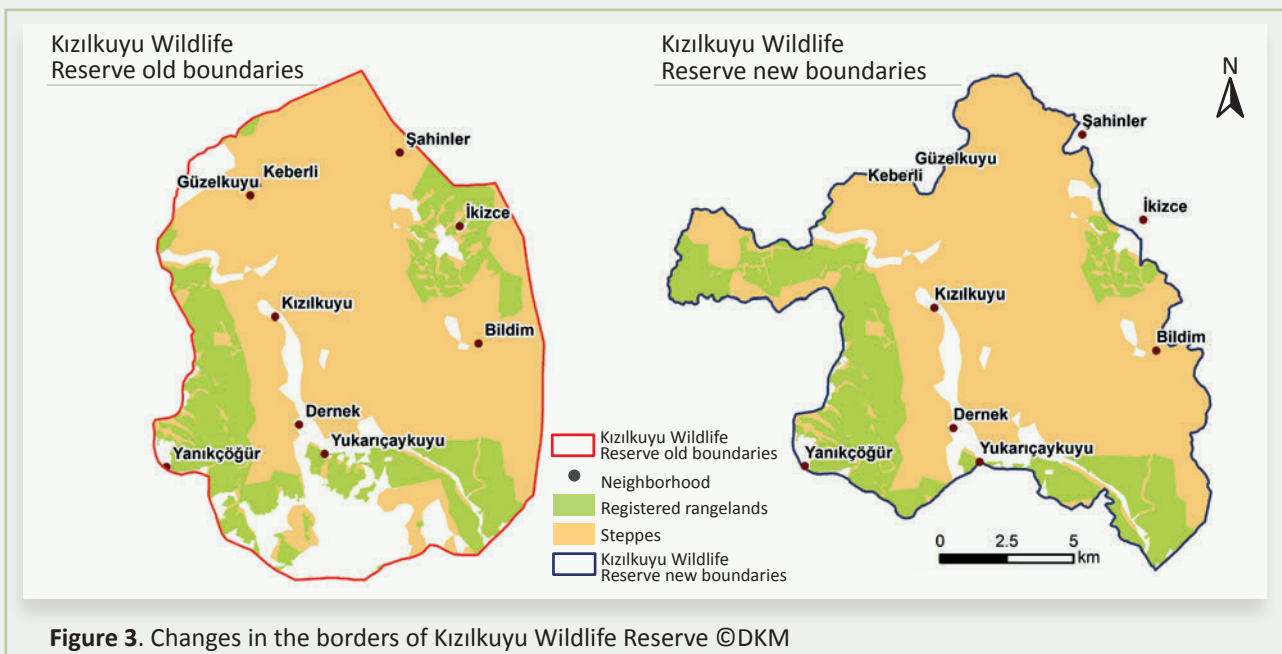 Kızılkuyu Wildlife
Reserve old boundaries
Şahinler
Güzelkuyu
Keberli
İkizce
Kızılkuyu
Bildim
Dernek
Yanıkçöğür
Yukarıçaykuyu
Kızılkuyu Wildlife
Reserve old boundaries
Neighborhood
Registered rangelands
Steppes
Kızılkuyu Wildlife
Reserve new boundaries
Kızılkuyu Wildlife
Reserve new boundaries
N
Şahinler
Güzelkuyu
Keberli
İkizce
Kızılkuyu
Bildim
Dernek
Yanıkçöğür
Yukarıçaykuyu
0 2.5 5
km
Figure 3. Changes in the borders of Kızılkuyu Wildlife Reserve ©DKM